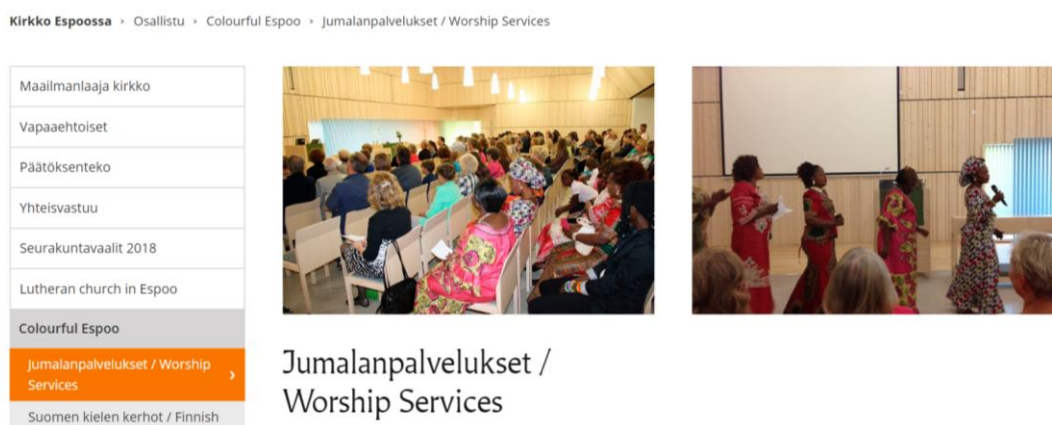 Kirkko Espoossa › Osallistu › Colourful Espoo › Jumalanpalvelukset / Worship Services
Maailmanlaaja kirkko
Vapaaehtoiset
Päätöksenteko
Yhteisvastuu
Seurakuntavaalit 2018
Lutheran church in Espoo
Colourful Espoo
Jumalanpalvelukset / Worship
Services
Suomen kielen kerhot / Finnish
Jumalanpalvelukset /
Worship Services